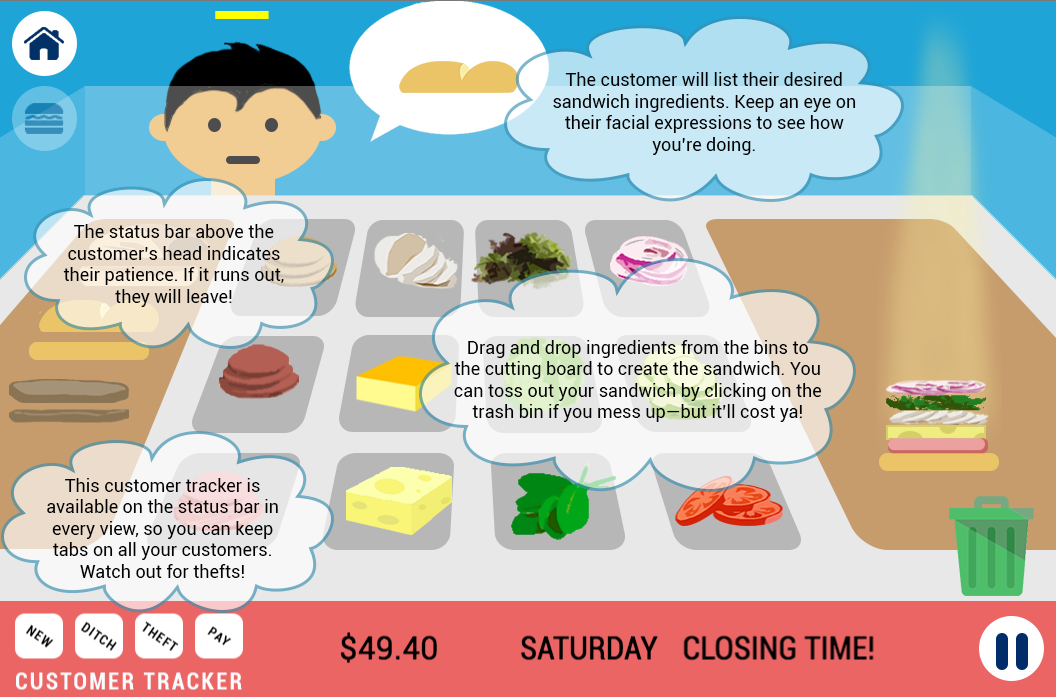 The customer will list their desired
sandwich ingredients. Keep an eye on
their facial expressions to see how
you're doing.
The status bar above the
customer's head indicates
their patience. If it runs out,
they will leave!
Drag and drop ingredients from the bins to
the cutting board to create the sandwich. You
can toss out your sandwich by clicking on the
trash bin if you mess up—but it'll cost ya!
This customer tracker is
available on the status bar in
every view, so you can keep
tabs on all your customers.
Watch out for thefts!
NEW DITCH THEFT PAY
CUSTOMER TRACKER
$49.40 SATURDAY CLOSING TIME!